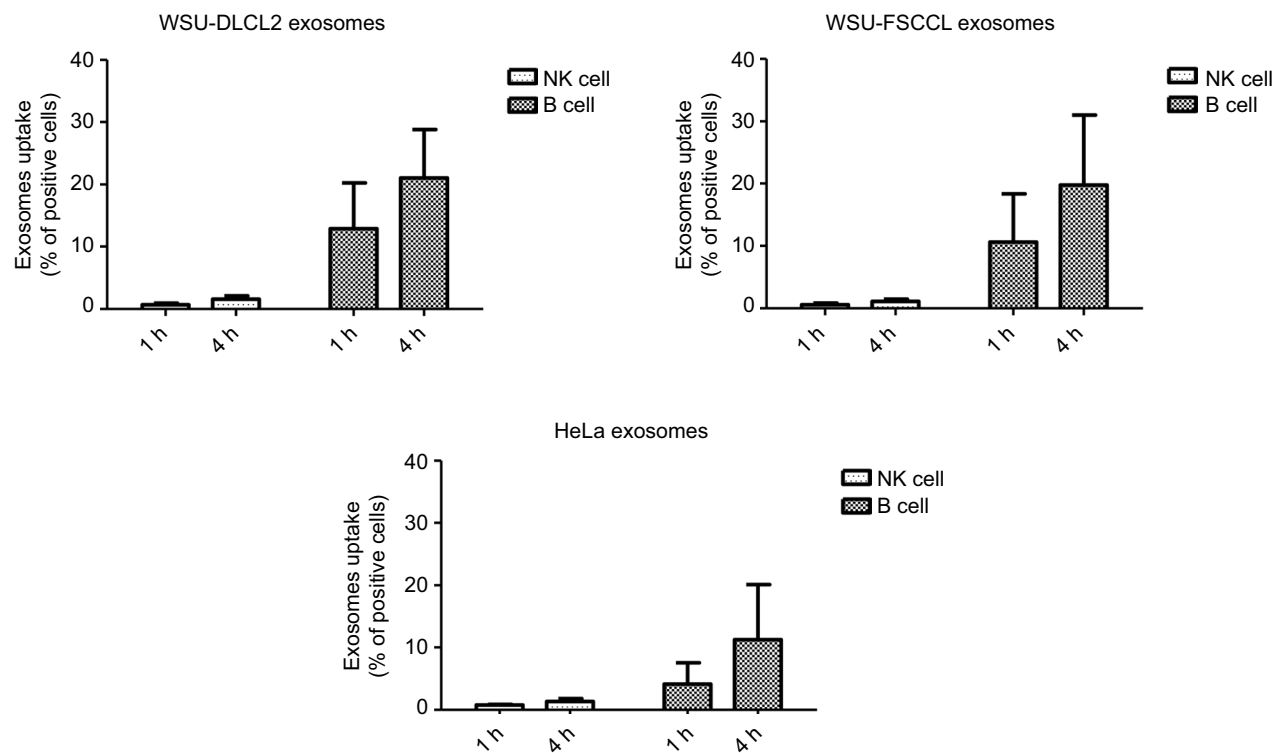 WSU-DLCL2 exosomes
Exosomes uptake
(% of positive cells)
40
30
20
10
0
1 h
4 h
1 h
4 h
NK cell
B cell
WSU-FSCCL exosomes
Exosomes uptake
(% of positive cells)
40
30
20
10
0
1 h
4 h
1 h
4 h
NK cell
B cell
HeLa exosomes
Exosomes uptake
(% of positive cells)
40
30
20
10
0
1 h
4 h
1 h
4 h
NK cell
B cell